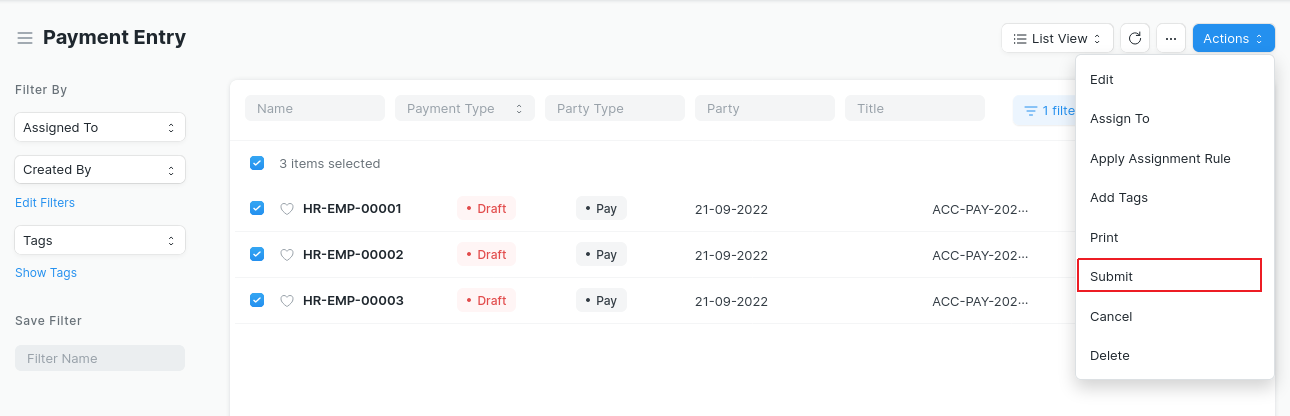 Payment Entry
List View
...
Actions
Filter By
Assigned To
Created By
Edit Filters
Tags
Show Tags
Save Filter
Filter Name
Name
Payment Type
Party Type
Party
Title
1 filte
3 items selected
HR-EMP-00001 • Draft • Pay 21-09-2022 ACC-PAY-202...
HR-EMP-00002 • Draft • Pay 21-09-2022 ACC-PAY-202...
HR-EMP-00003 • Draft • Pay 21-09-2022 ACC-PAY-202...
Edit
Assign To
Apply Assignment Rule
Add Tags
Print
Submit
Cancel
Delete